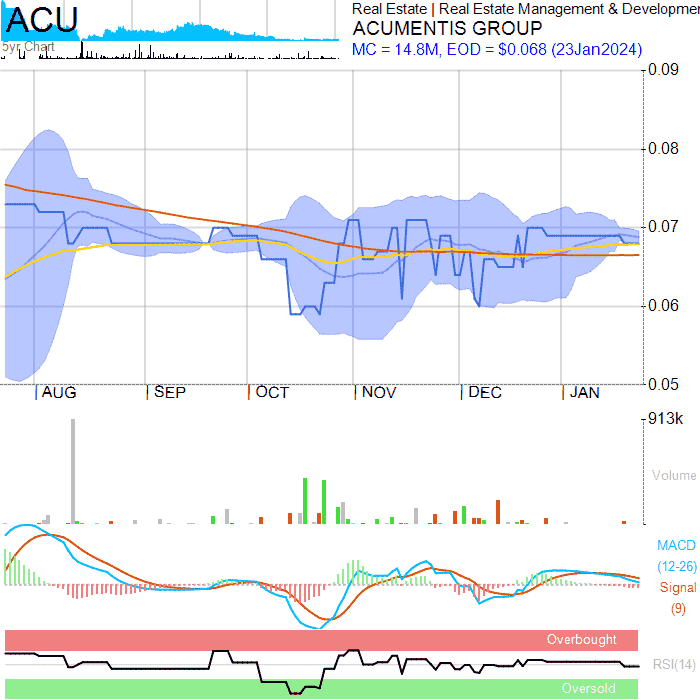 ACU
5yr Chart
Real Estate | Real Estate Management & Developmen
ACUMENTIS GROUP
MC = 14.8M, EOD = $0.068 (23Jan2024)
0.09
0.08
0.07
0.06
0.05
AUG SEP OCT NOV DEC JAN
913k
Volume
MACD
(12-26)
Signal
(9)
Overbought
RSI(14)
Oversold